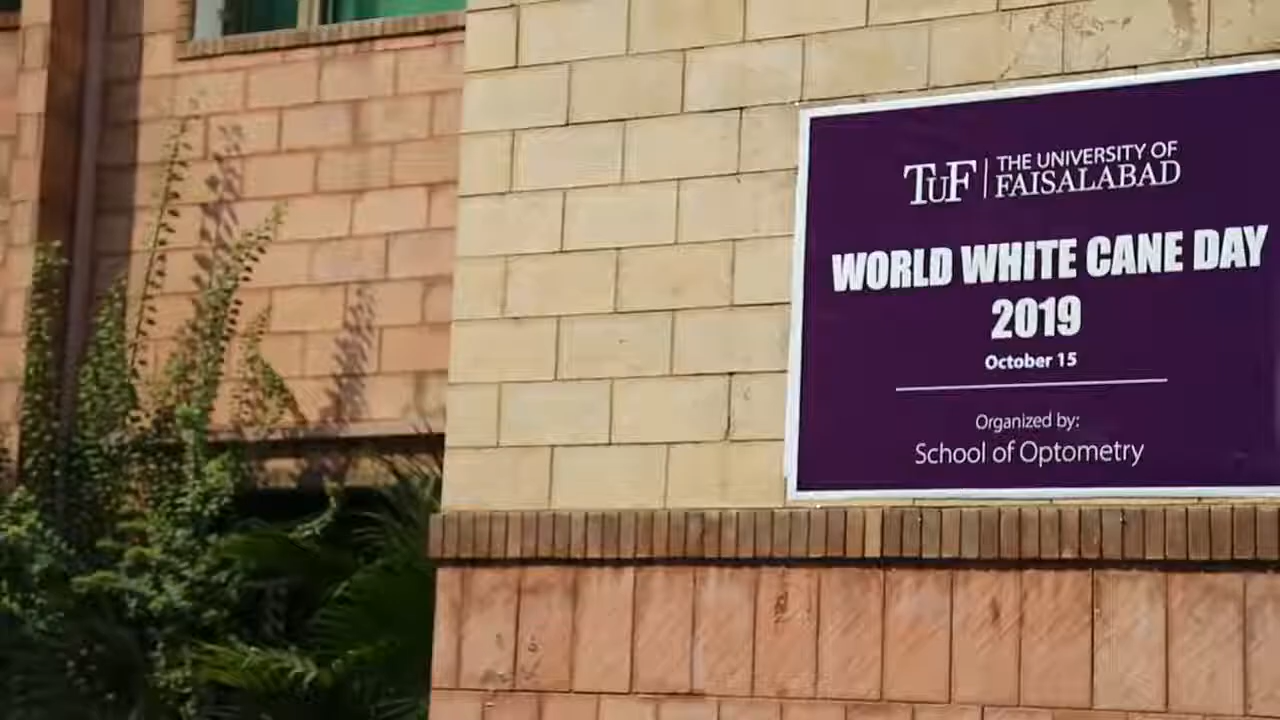 TUF | THE UNIVERSITY OF
FAISALABAD
WORLD WHITE CANE DAY
2019
October 15
Organized by:
School of Optometry